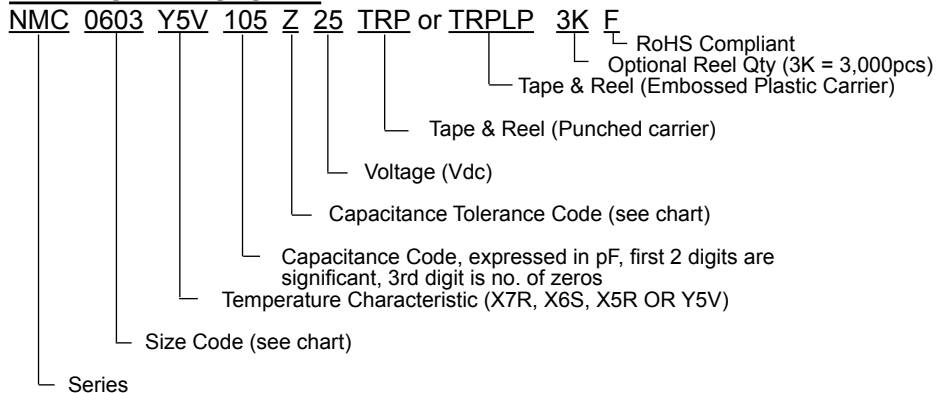 NMC 0603 Y5V 105 Z 25 TRP or TRPLP 3K F
RoHS Compliant
Optional Reel Qty (3K = 3,000pcs)
Tape & Reel (Embossed Plastic Carrier)
Tape & Reel (Punched carrier)
Voltage (Vdc)
Capacitance Tolerance Code (see chart)
Capacitance Code, expressed in pF, first 2 digits are
significant, 3rd digit is no. of zeros
Temperature Characteristic (X7R, X6S, X5R OR Y5V)
Size Code (see chart)
Series